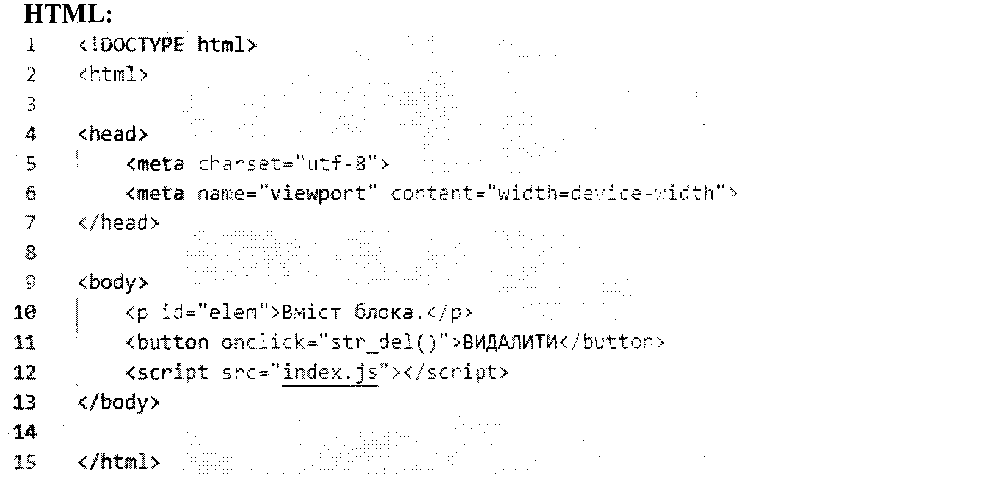 HTML:
1 <!DOCTYPE html>
2 <html>
3
4 <head>
5 <meta charset="utf-8">
6 <meta name="viewport" content="width=device-width">
7 </head>
8
9 <body>
10 <p id="elem">Вміст блока.</p>
11 <button onclick="str_del()">ВИДАЛИТИ</button>
12 <script src="index.js"></script>
13 </body>
14
15 </html>